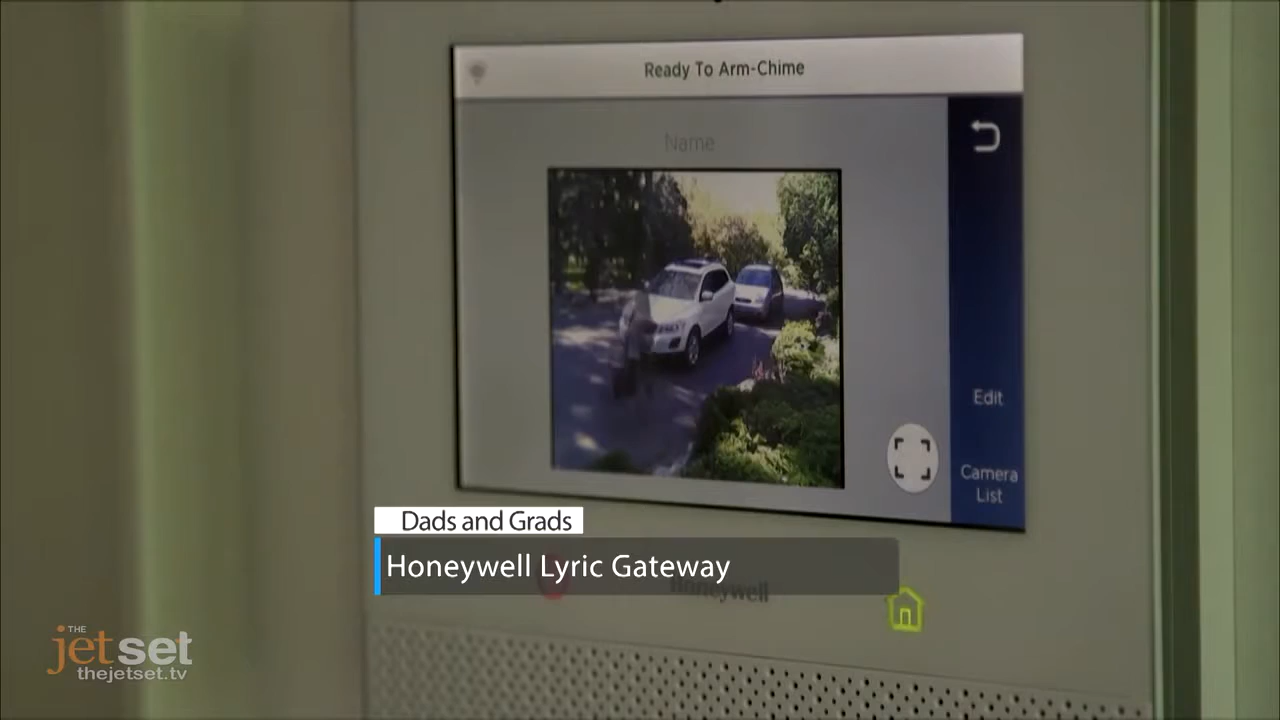 Ready To Arm-Chime
Name
Edit
Camera
List
Dads and Grads
Honeywell Lyric Gateway
Honeywell
THE
jetset
thejetset.tv